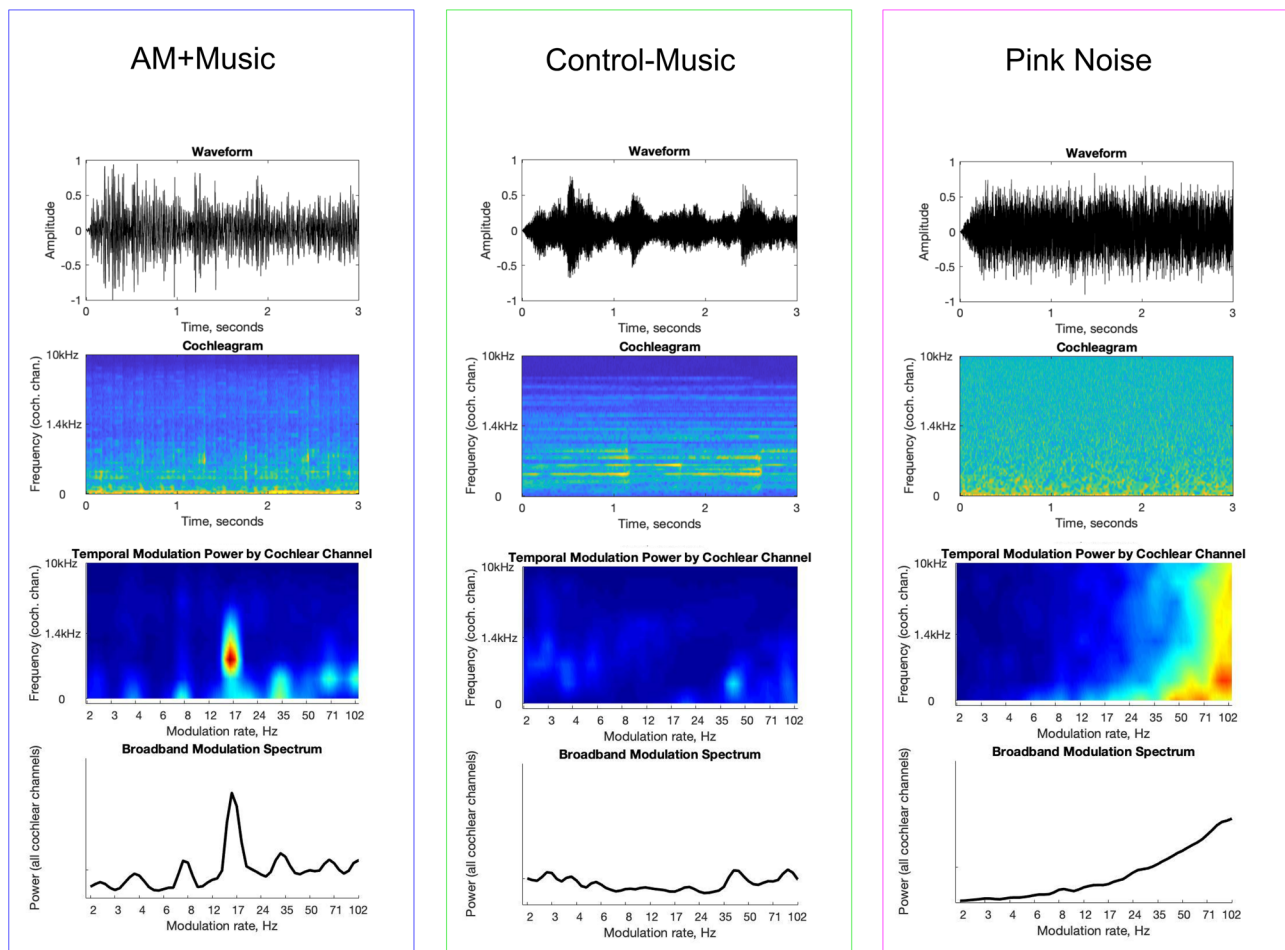 AM+Music
Waveform
Amplitude
1
0.5
0
-0.5
-1
0 1 2 3
Time, seconds
Cochleagram
Frequency (coch. chan.)
10kHz
1.4kHz
0
0 1 2 3
Time, seconds
Temporal Modulation Power by Cochlear Channel
Frequency (coch. chan.)
10kHz
1.4kHz
0
2 3 4 6 8 12 17 24 35 50 71 102
Modulation rate, Hz
Broadband Modulation Spectrum
Power (all cochlear channels)
2 3 4 6 8 12 17 24 35 50 71 102
Modulation rate, Hz
Control-Music
Waveform
Amplitude
1
0.5
0
-0.5
-1
0 1 2 3
Time, seconds
Cochleagram
Frequency (coch. chan.)
10kHz
1.4kHz
0
0 1 2 3
Time, seconds
Temporal Modulation Power by Cochlear Channel
Frequency (coch. chan.)
10kHz
1.4kHz
0
2 3 4 6 8 12 17 24 35 50 71 102
Modulation rate, Hz
Broadband Modulation Spectrum
Power (all cochlear channels)
2 3 4 6 8 12 17 24 35 50 71 102
Modulation rate, Hz
Pink Noise
Waveform
Amplitude
1
0.5
0
-0.5
-1
0 1 2 3
Time, seconds
Cochleagram
Frequency (coch. chan.)
10kHz
1.4kHz
0
0 1 2 3
Time, seconds
Temporal Modulation Power by Cochlear Channel
Frequency (coch. chan.)
10kHz
1.4kHz
0
2 3 4 6 8 12 17 24 35 50 71 102
Modulation rate, Hz
Broadband Modulation Spectrum
Power (all cochlear channels)
2 3 4 6 8 12 17 24 35 50 71 102
Modulation rate, Hz